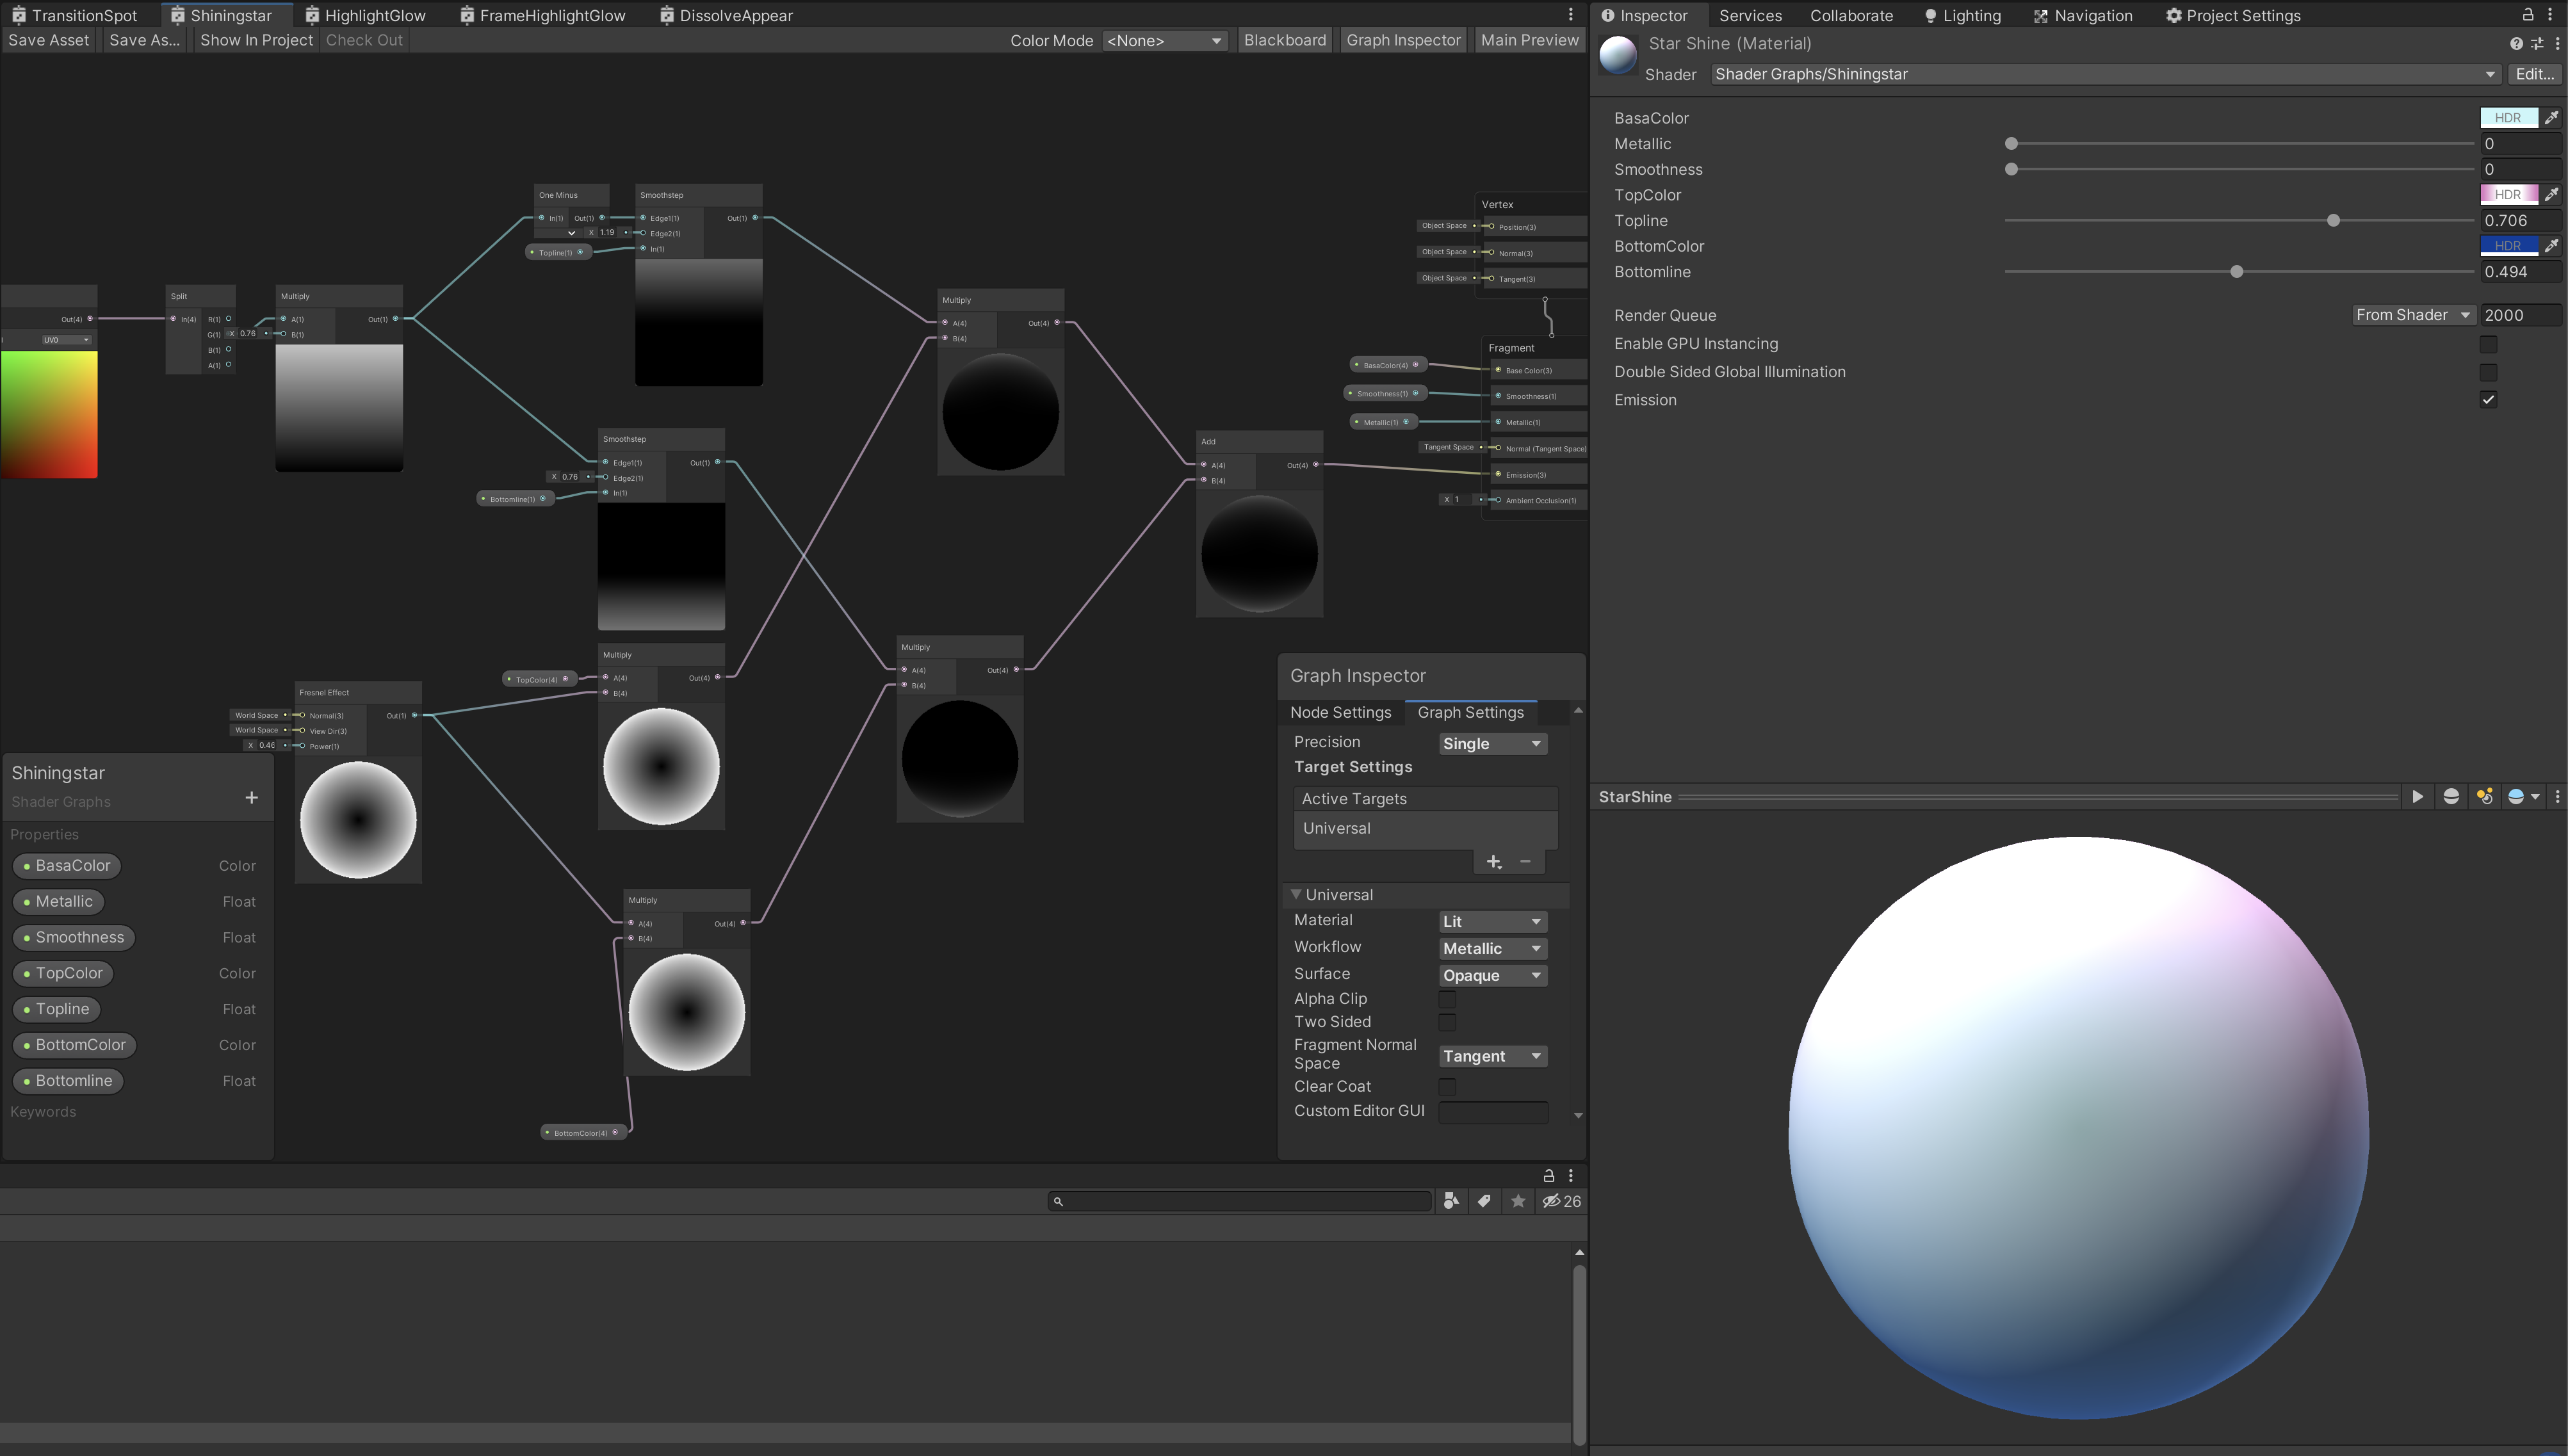 TransitionSpot
Shiningstar
HighlightGlow
FrameHighlightGlow
DissolveAppear
Save Asset
Save As...
Show In Project
Check Out
Color Mode
<None>
Blackboard
Graph Inspector
Main Preview
One Minus
In(1)
Out(1)
Smoothstep
Edge1(1)
Out(1)
X 1.19
Edge2(1)
Topline(1)
In(1)
Out(4)
UV0
Split
In(4)
R(1)
G(1)
B(1)
A(1)
Multiply
A(1)
Out(1)
X 0.76
B(1)
Smoothstep
Edge1(1)
Out(1)
X 0.76
Edge2(1)
Bottomline(1)
In(1)
Multiply
A(4)
Out(4)
B(4)
Multiply
TopColor(4)
A(4)
Out(4)
B(4)
Multiply
A(4)
Out(4)
B(4)
Add
A(4)
Out(4)
B(4)
Fresnel Effect
World Space
Normal(3)
Out(1)
World Space
View Dir(3)
X 0.46
Power(1)
Multiply
A(4)
Out(4)
B(4)
BottomColor(4)
Vertex
Object Space
Position(3)
Object Space
Normal(3)
Object Space
Tangent(3)
Fragment
BasaColor(4)
Base Color(3)
Smoothness(1)
Smoothness(1)
Metallic(1)
Metallic(1)
Tangent Space
Normal (Tangent Space)
Emission(3)
X 1
Ambient Occlusion(1)
Shiningstar
Shader Graphs
+
Properties
BasaColor Color
Metallic Float
Smoothness Float
TopColor Color
Topline Float
BottomColor Color
Bottomline Float
Keywords
Graph Inspector
Node Settings
Graph Settings
Precision Single
Target Settings
Active Targets
Universal
Universal
Material Lit
Workflow Metallic
Surface Opaque
Alpha Clip
Two Sided
Fragment Normal
Space
Tangent
Clear Coat
Custom Editor GUI
26
Inspector
Services
Collaborate
Lighting
Navigation
Project Settings
Star Shine (Material)
Shader
Shader Graphs/Shiningstar
Edit...
BasaColor HDR
Metallic 0
Smoothness 0
TopColor HDR
Topline 0.706
BottomColor HDR
Bottomline 0.494
Render Queue From Shader 2000
Enable GPU Instancing
Double Sided Global Illumination
Emission
StarShine